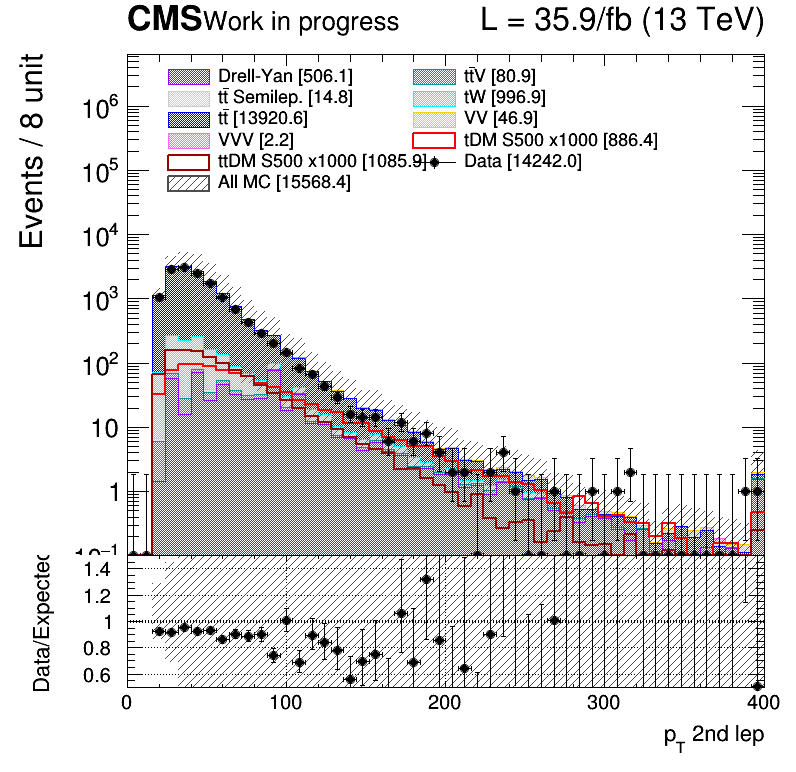 CMS Work in progress L = 35.9/fb (13 TeV)
Events / 8 unit
Drell-Yan [506.1]
tt̄V [80.9]
tt̄ Semilep. [14.8]
tW [996.9]
tt̄ [13920.6]
VV [46.9]
VVV [2.2]
tDM S500 x1000 [886.4]
ttDM S500 x1000 [1085.9]
Data [14242.0]
All MC [15568.4]
10⁶
10⁵
10⁴
10³
10²
10
1
10⁻¹
Data/Expected
1.4
1.2
1
0.8
0.6
0 100 200 300 400
p_T 2nd lep